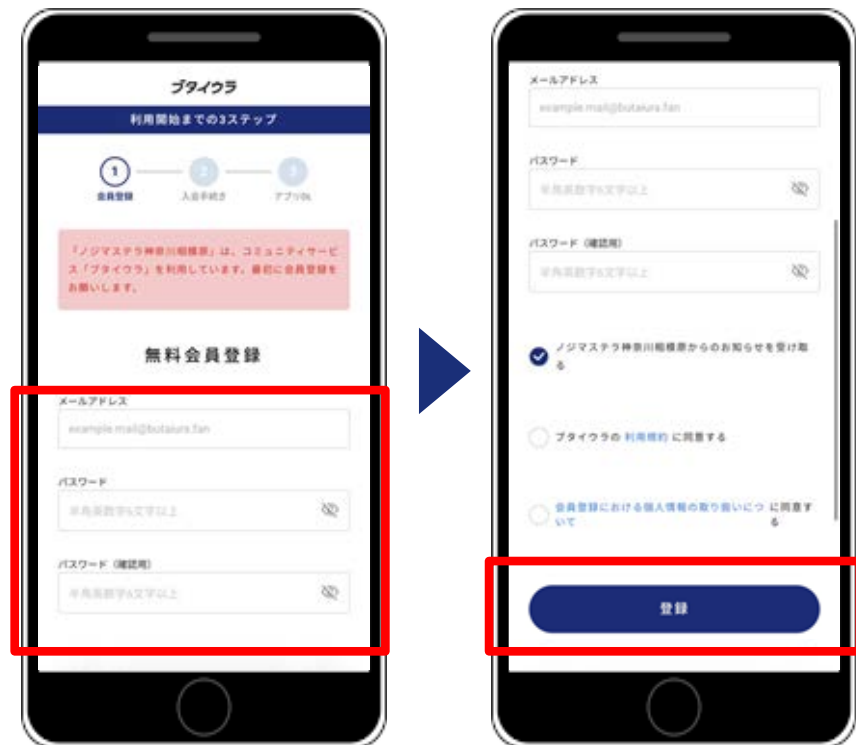 ブタイウラ
利用開始までの3ステップ
1
2
3
会員登録
入会手続き
アプリDL
「ノジマステラ神奈川相模原」は、コミュニティサービ
ス「ブタイウラ」を利用しています。最初に会員登録を
お願いします。
無料会員登録
メールアドレス
example.mail@butaiura.fan
パスワード
半角英数字6文字以上
パスワード（確認用）
半角英数字6文字以上
メールアドレス
example.mail@butaiura.fan
パスワード
半角英数字6文字以上
パスワード（確認用）
半角英数字6文字以上
ノジマステラ神奈川相模原からのお知らせを受け取
る
ブタイウラの 利用規約 に同意する
会員登録における個人情報の取り扱いにつ に同意す
いて る
登録